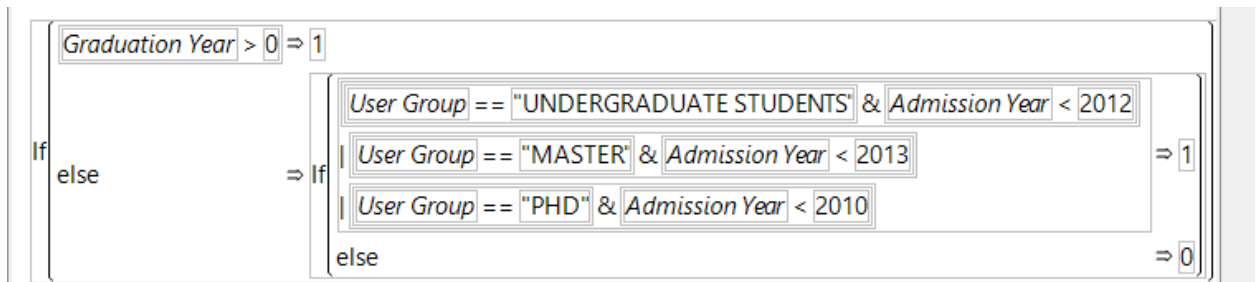 Graduation Year > 0 ⇒ 1
User Group == "UNDERGRADUATE STUDENTS" & Admission Year < 2012
If
| User Group == "MASTER" & Admission Year < 2013 ⇒ 1
else ⇒ If
| User Group == "PHD" & Admission Year < 2010
else ⇒ 0